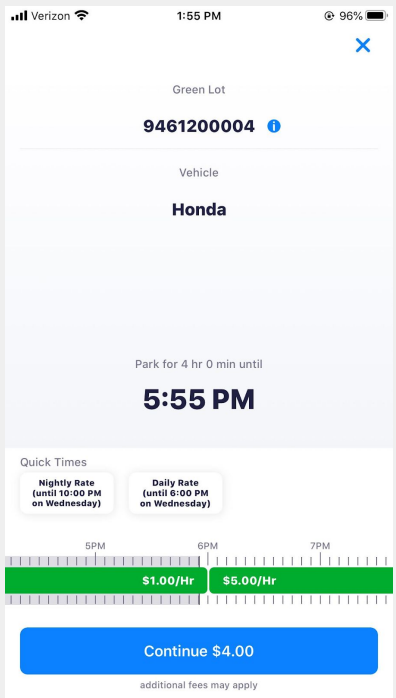 Verizon 1:55 PM 96%
Green Lot
9461200004
Vehicle
Honda
Park for 4 hr 0 min until
5:55 PM
Quick Times
Nightly Rate
(until 10:00 PM
on Wednesday)
Daily Rate
(until 6:00 PM
on Wednesday)
5PM 6PM 7PM
$1.00/Hr $5.00/Hr
Continue $4.00
additional fees may apply